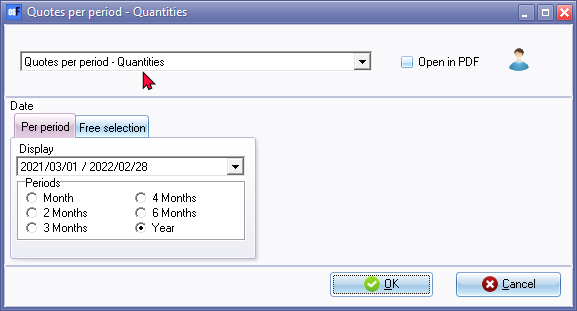 Quotes per period - Quantities
Quotes per period - Quantities
Open in PDF
Date
Per period
Free selection
Display
2021/03/01 / 2022/02/28
Periods
Month
4 Months
2 Months
6 Months
3 Months
Year
OK
Cancel